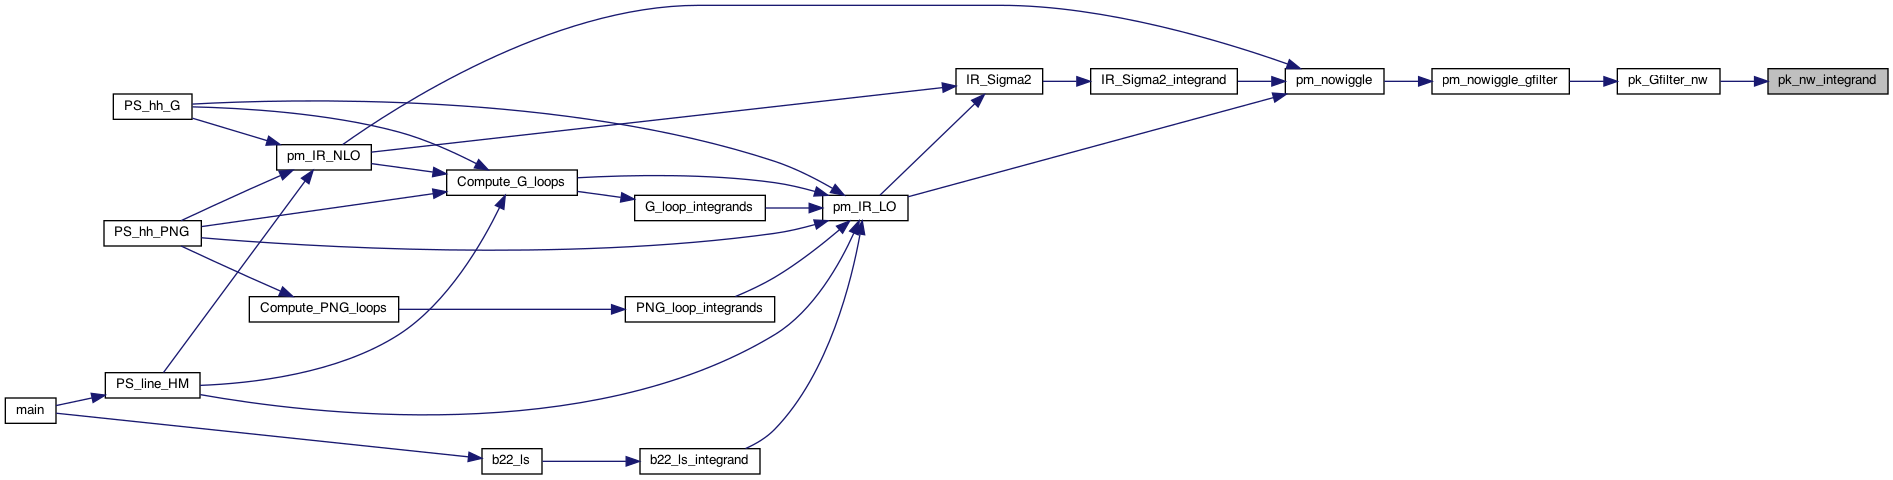 IR_Sigma2
IR_Sigma2_integrand
pm_nowiggle
pm_nowiggle_gfilter
pk_Gfilter_nw
pk_nw_integrand
PS_hh_G
pm_IR_NLO
Compute_G_loops
G_loop_integrands
pm_IR_LO
PS_hh_PNG
Compute_PNG_loops
PNG_loop_integrands
PS_line_HM
main
b22_ls
b22_ls_integrand